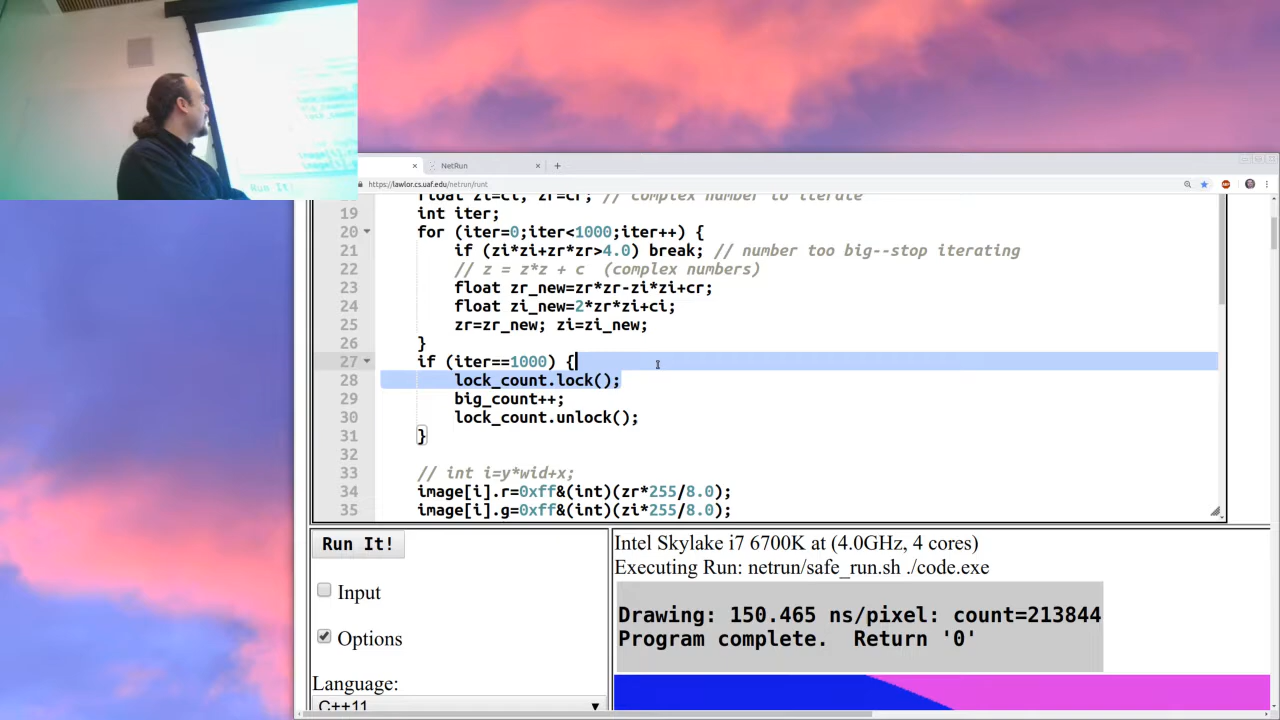 NetRun
https://lawlor.cs.uaf.edu/netrun/runt
float zi=ci, zr=cr; // complex number to iterate
19 int iter;
20 for (iter=0;iter<1000;iter++) {
21 if (zi*zi+zr*zr>4.0) break; // number too big--stop iterating
22 // z = z*z + c (complex numbers)
23 float zr_new=zr*zr-zi*zi+cr;
24 float zi_new=2*zr*zi+ci;
25 zr=zr_new; zi=zi_new;
26 }
27 if (iter==1000) {
28 lock_count.lock();
29 big_count++;
30 lock_count.unlock();
31 }
32
33 // int i=y*wid+x;
34 image[i].r=0xff&(int)(zr*255/8.0);
35 image[i].g=0xff&(int)(zi*255/8.0);
Run It!
Input
Options
Language:
C++11
Intel Skylake i7 6700K at (4.0GHz, 4 cores)
Executing Run: netrun/safe_run.sh ./code.exe
Drawing: 150.465 ns/pixel: count=213844
Program complete. Return '0'